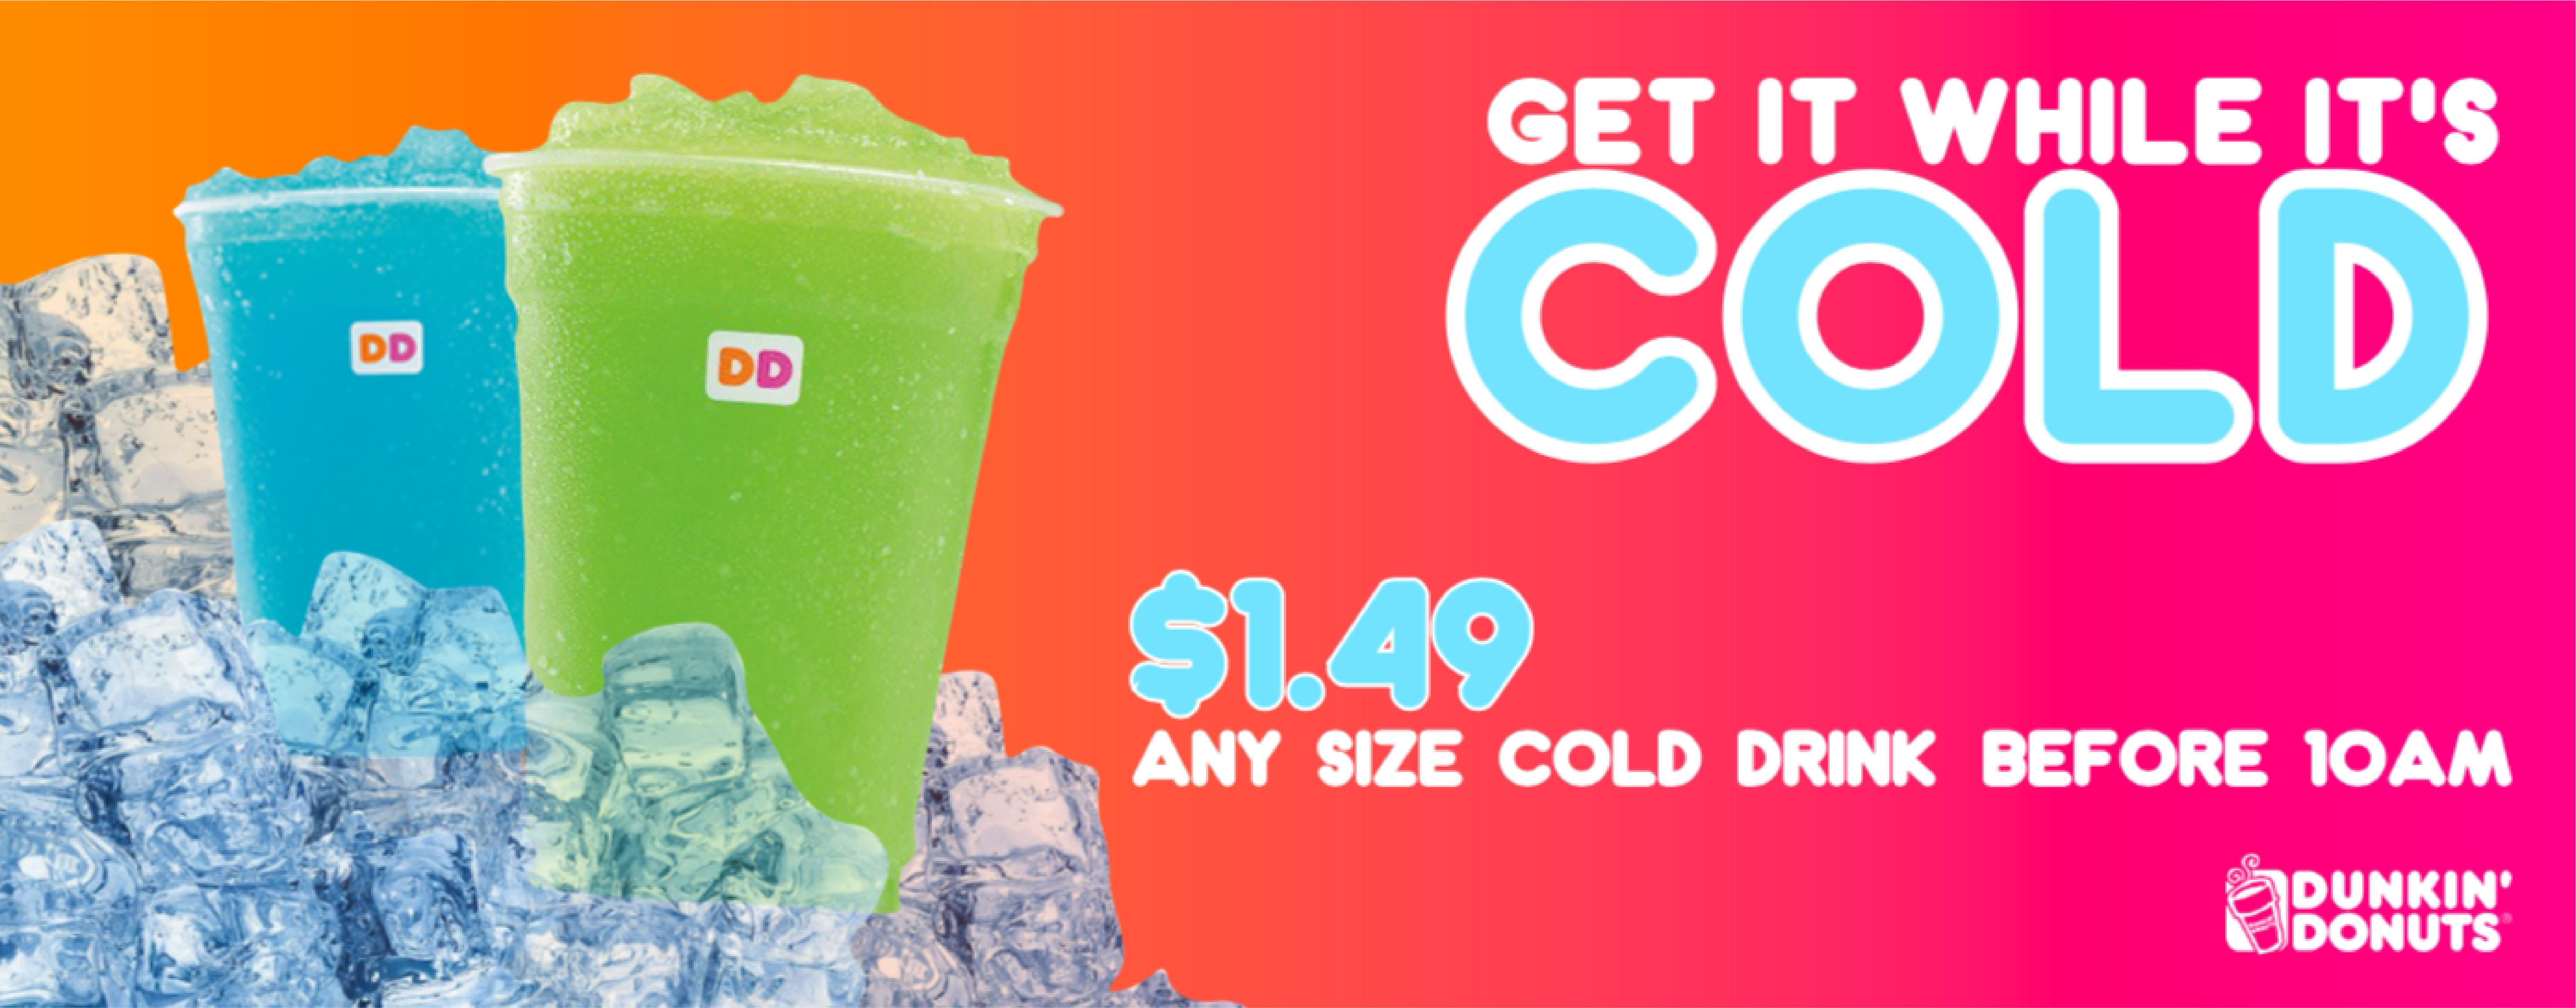 GET IT WHILE IT'S
COLD
DD
DD
$1.49
ANY SIZE COLD DRINK BEFORE 10AM
DUNKIN'
DONUTS